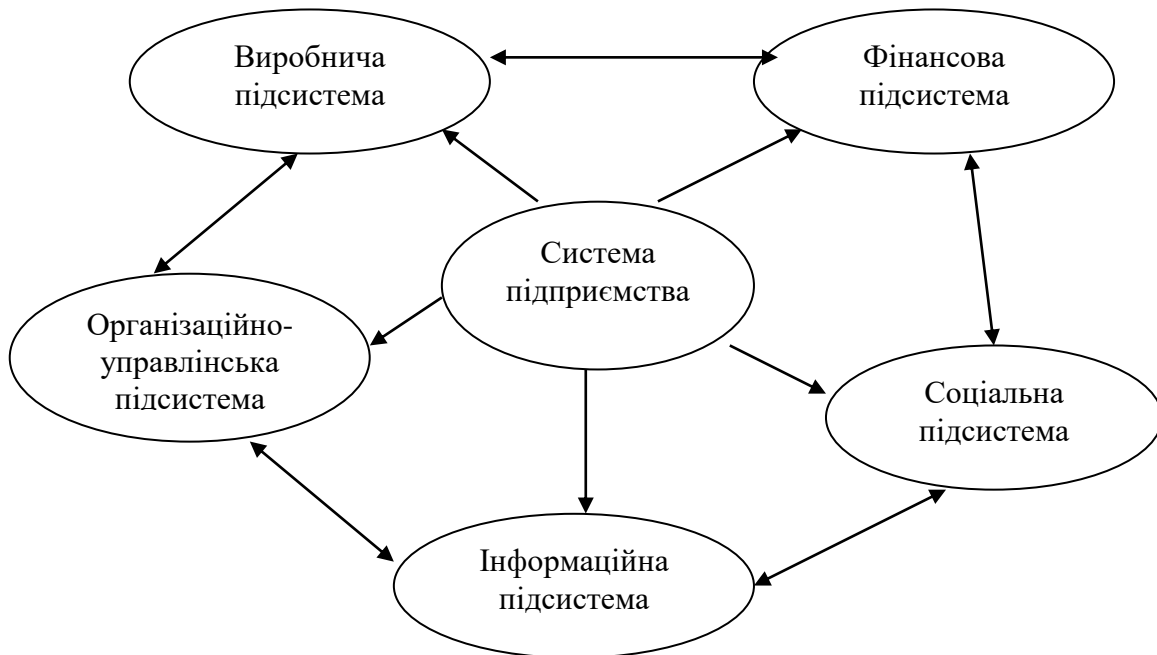 Виробнича
підсистема
Фінансова
підсистема
Система
підприємства
Організаційно-
управлінська
підсистема
Соціальна
підсистема
Інформаційна
підсистема